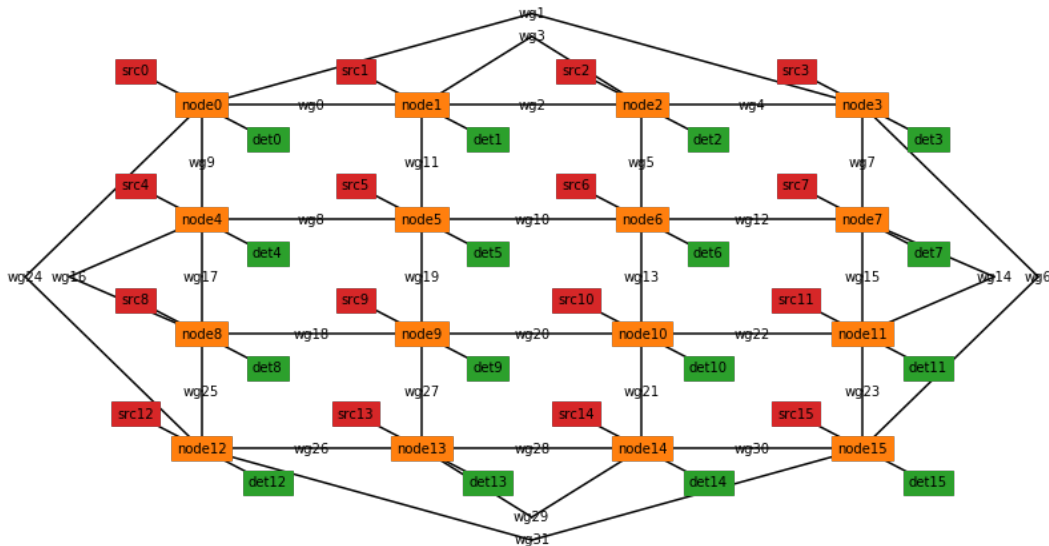 wg1
wg3
src0 src1 src2 src3
node0 wg0 node1 wg2 node2 wg4 node3
det0 det1 det2 det3
wg9 wg11 wg5 wg7
src4 src5 src6 src7
node4 wg8 node5 wg10 node6 wg12 node7
det4 det5 det6 det7
wg24 wg16 wg17 wg19 wg13 wg15 wg14 wg6
src8 src9 src10 src11
node8 wg18 node9 wg20 node10 wg22 node11
det8 det9 det10 det11
wg25 wg27 wg21 wg23
src12 src13 src14 src15
node12 wg26 node13 wg28 node14 wg30 node15
det12 det13 det14 det15
wg29
wg31